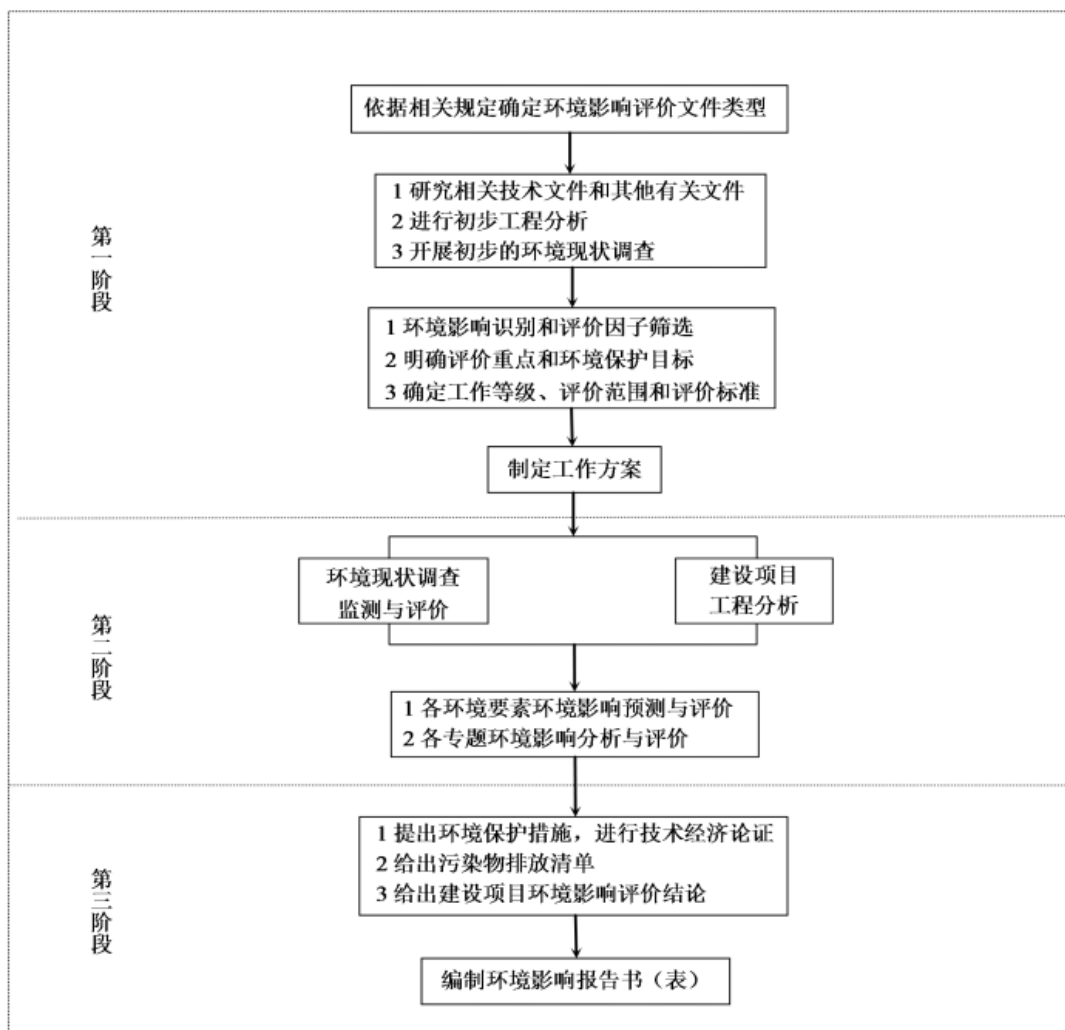 依据相关规定确定环境影响评价文件类型
1 研究相关技术文件和其他有关文件
2 进行初步工程分析
3 开展初步的环境现状调查
第一阶段
1 环境影响识别和评价因子筛选
2 明确评价重点和环境保护目标
3 确定工作等级、评价范围和评价标准
制定工作方案
环境现状调查
监测与评价
建设项目
工程分析
第二阶段
1 各环境要素环境影响预测与评价
2 各专题环境影响分析与评价
1 提出环境保护措施，进行技术经济论证
2 给出污染物排放清单
3 给出建设项目环境影响评价结论
第三阶段
编制环境影响报告书（表）